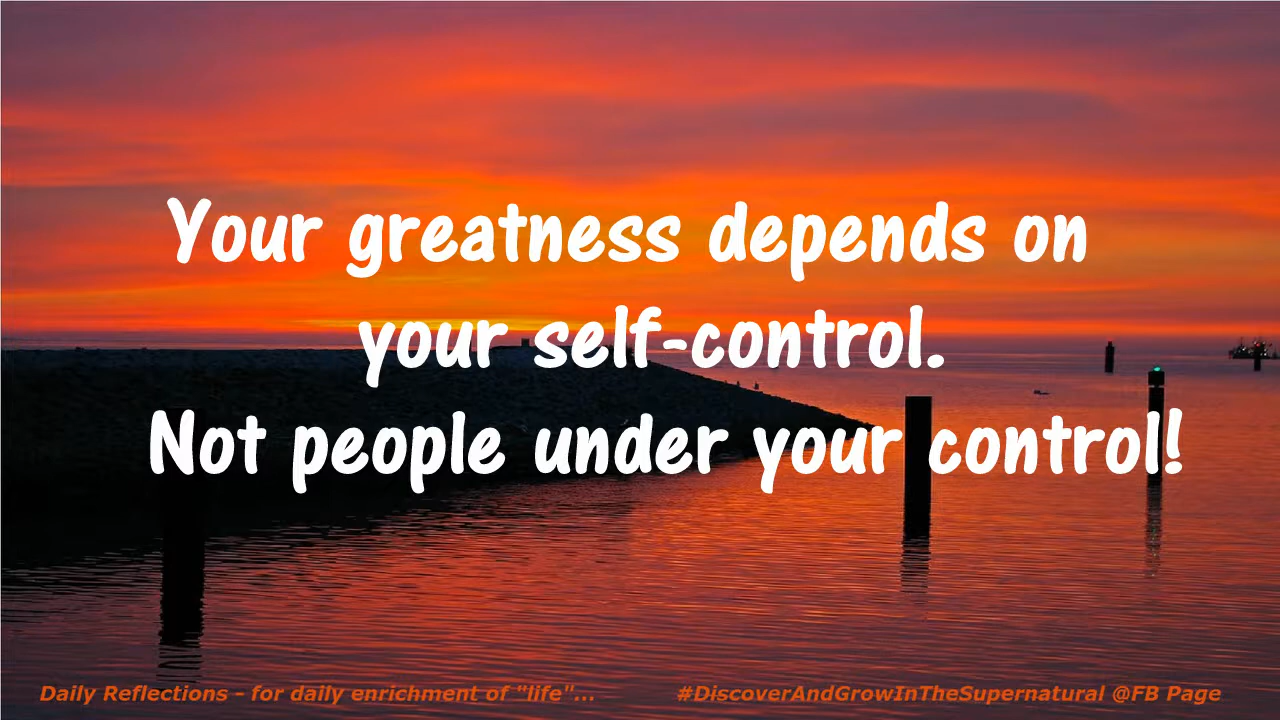 Your greatness depends on
your self-control.
Not people under your control!
Daily Reflections - for daily enrichment of "life"... #DiscoverAndGrowInTheSupernatural @FB Page